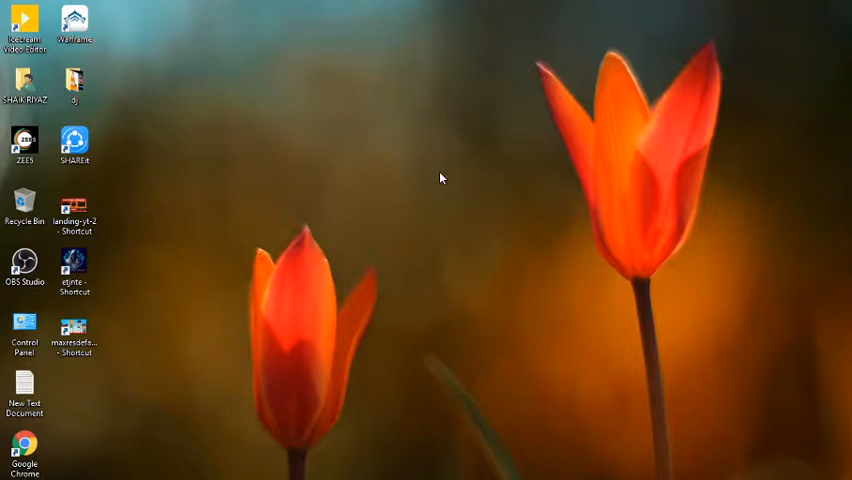 Icecream
Video Editor
Warframe
SHAIK RIYAZ
dj
ZEE5
ZEE5
SHAREit
Recycle Bin
landing-yt-2
- Shortcut
OBS Studio
etjnte -
Shortcut
Control
Panel
maxresdefa...
- Shortcut
New Text
Document
Google
Chrome